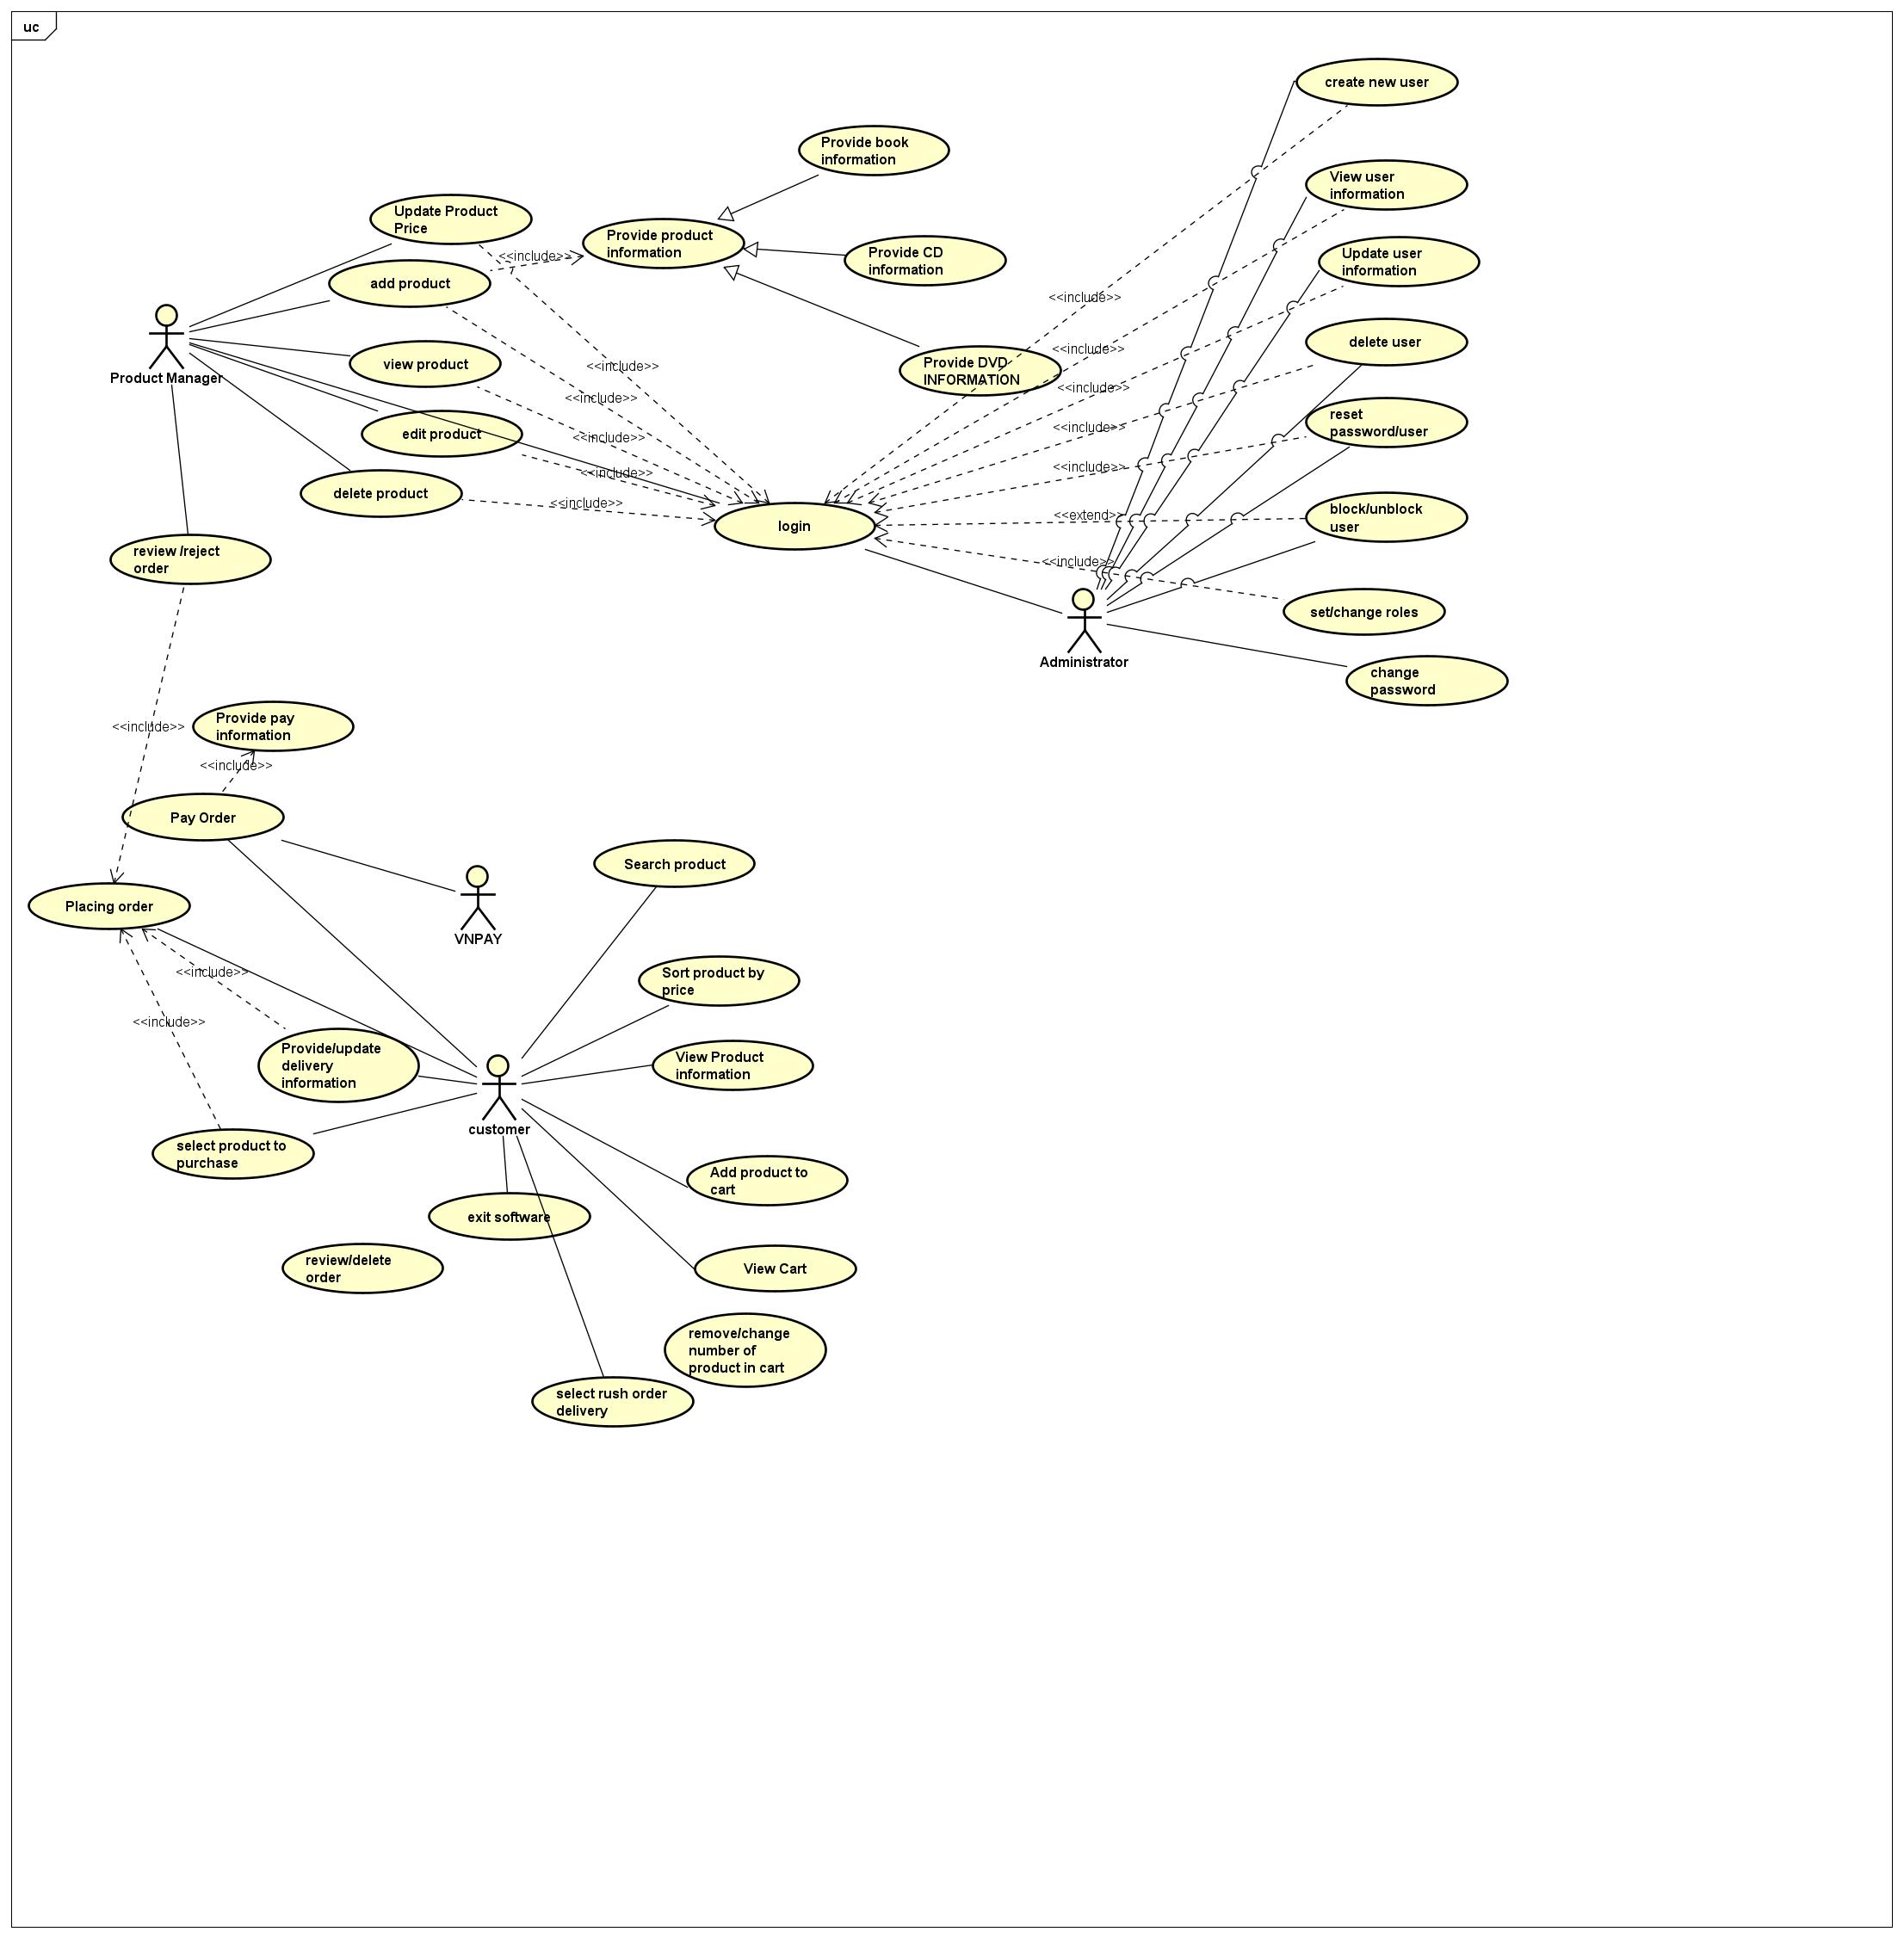 uc
create new user
Provide book
information
View user
information
Update Product
Price
Provide product
information
<<include>>
Provide CD
information
Update user
information
add product
<<include>>
delete user
<<include>>
view product
<<include>>
Provide DVD
INFORMATION
Product Manager
<<include>>
<<include>>
reset
password/user
edit product
<<include>>
<<include>>
<<include>>
<<include>>
delete product
<<include>>
block/unblock
user
<<extend>>
login
review /reject
order
<<include>>
set/change roles
Administrator
change
password
Provide pay
information
<<include>>
<<include>>
Pay Order
Search product
Placing order
VNPAY
<<include>>
Sort product by
price
<<include>>
Provide/update
delivery
information
View Product
information
customer
select product to
purchase
Add product to
cart
exit software
review/delete
order
View Cart
remove/change
number of
product in cart
select rush order
delivery